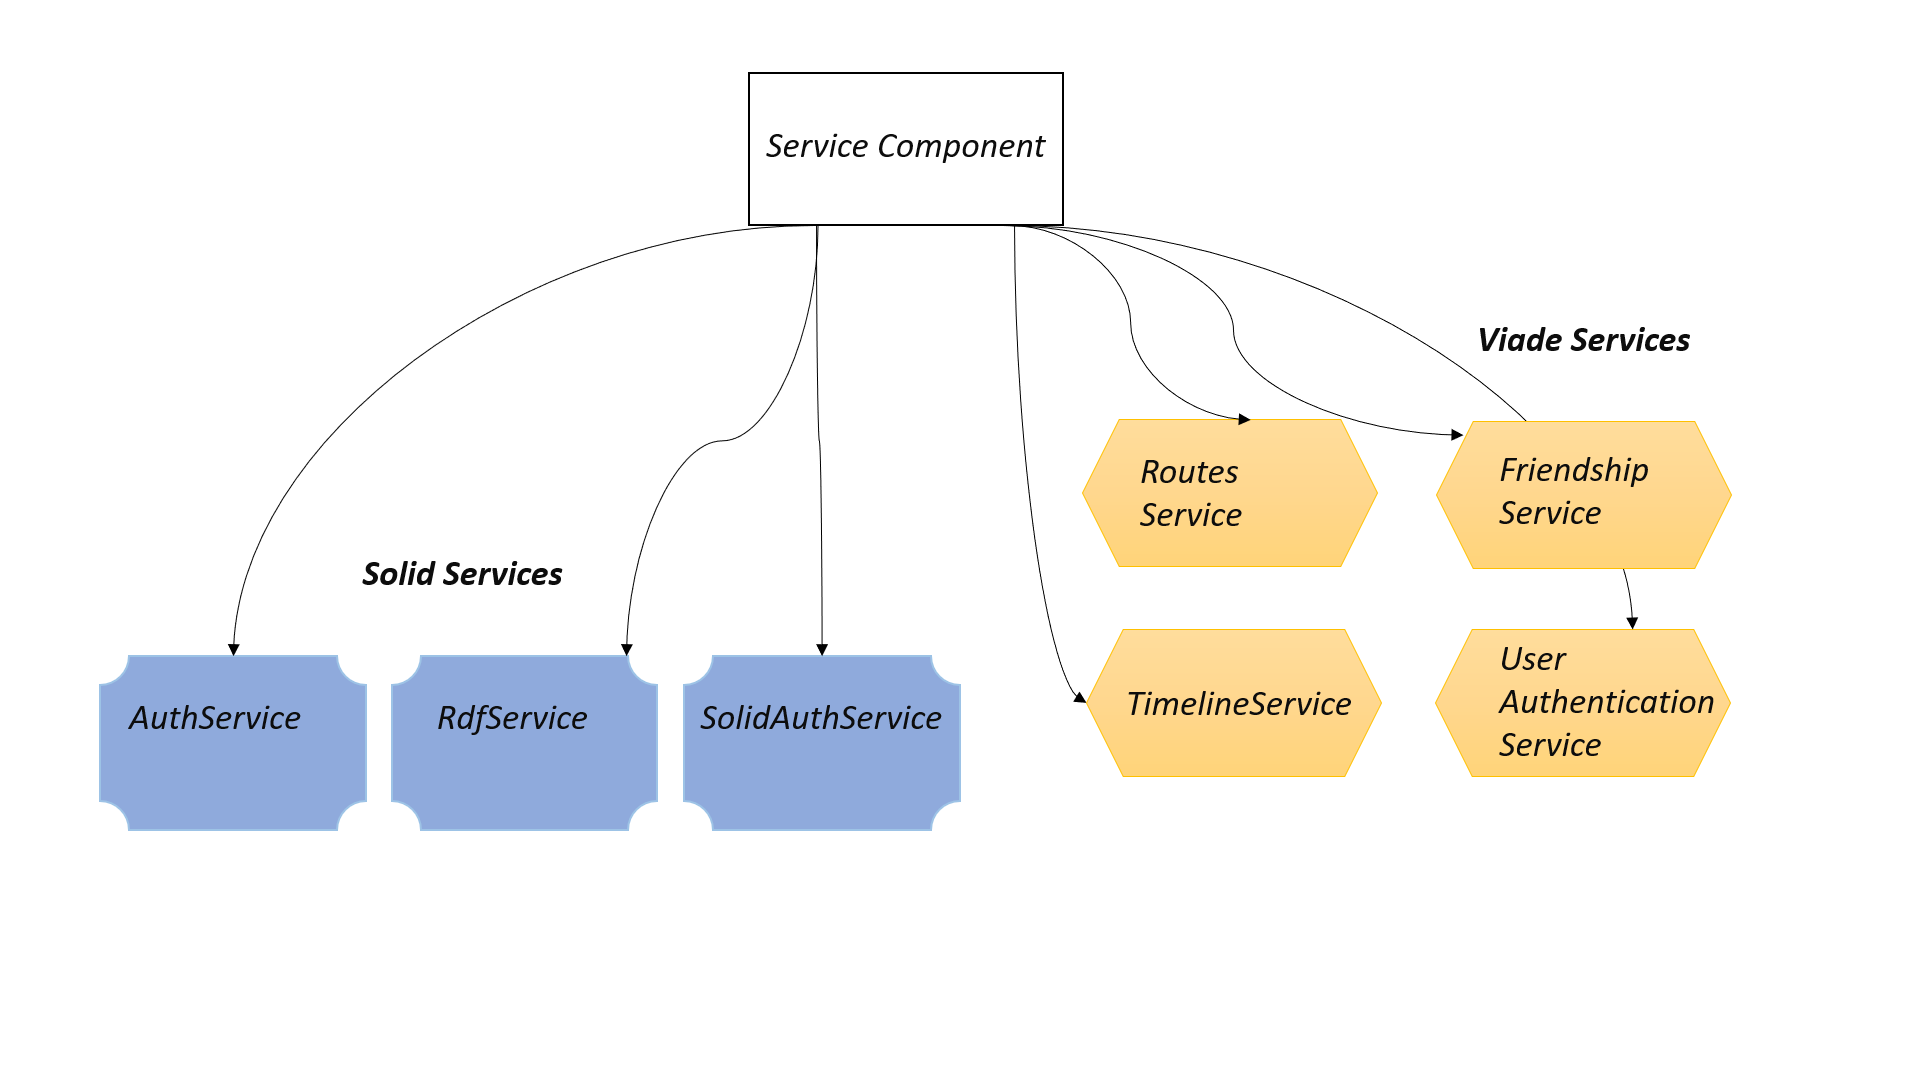 Service Component
Viade Services
Routes
Service
Friendship
Service
Solid Services
AuthService
RdfService
SolidAuthService
TimelineService
User
Authentication
Service